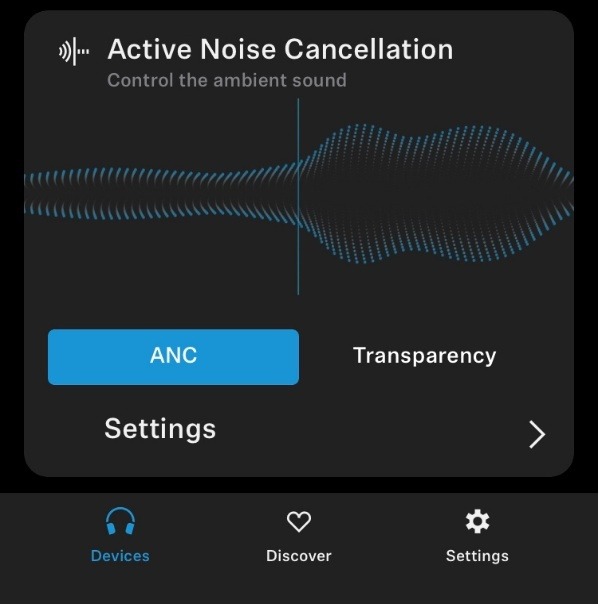 Active Noise Cancellation
Control the ambient sound
ANC
Transparency
Settings
Devices
Discover
Settings